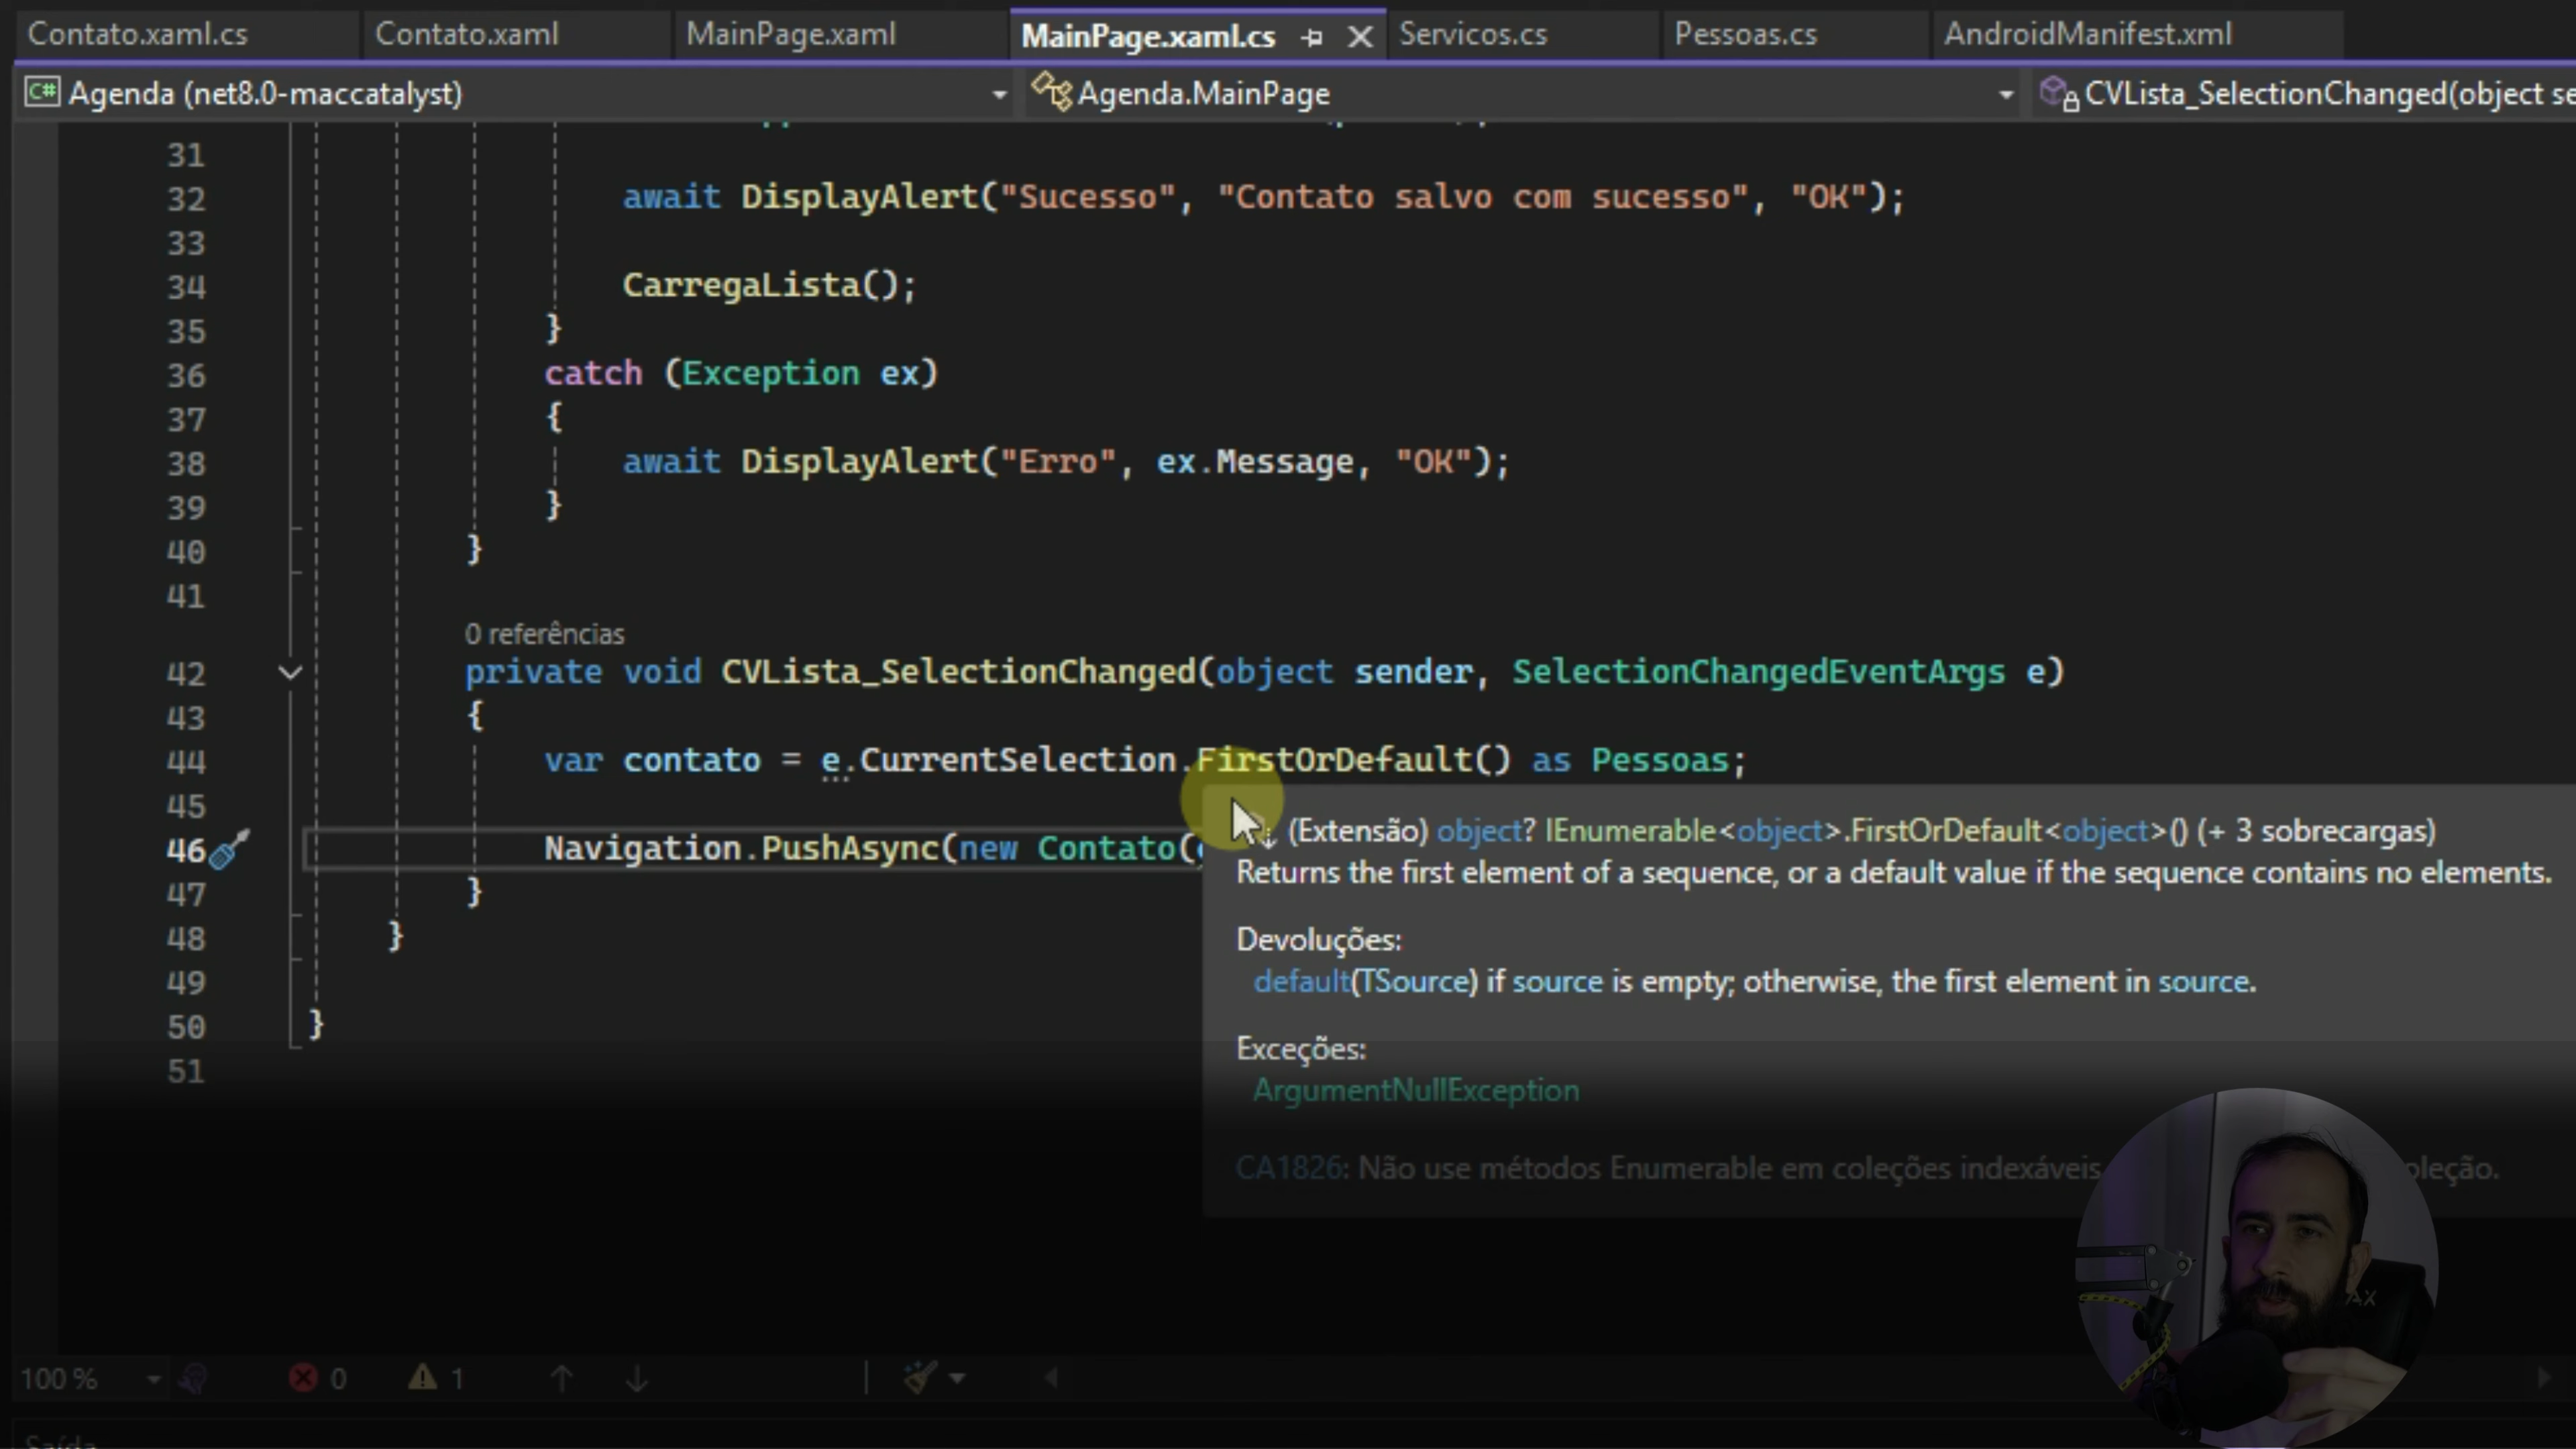 Contato.xaml.cs Contato.xaml MainPage.xaml MainPage.xaml.cs Servicos.cs Pessoas.cs AndroidManifest.xml
C# Agenda (net8.0-maccatalyst) Agenda.MainPage CVLista_SelectionChanged(object se
31
32 await DisplayAlert("Sucesso", "Contato salvo com sucesso", "OK");
33
34 CarregaLista();
35 }
36 catch (Exception ex)
37 {
38 await DisplayAlert("Erro", ex.Message, "OK");
39 }
40 }
41
0 referências
42 private void CVLista_SelectionChanged(object sender, SelectionChangedEventArgs e)
43 {
44 var contato = e.CurrentSelection.FirstOrDefault() as Pessoas;
45
46 Navigation.PushAsync(new Contato(
47 }
48 }
49
50 }
51
(Extensão) object? IEnumerable<object>.FirstOrDefault<object>() (+ 3 sobrecargas)
Returns the first element of a sequence, or a default value if the sequence contains no elements.
Devoluções:
default(TSource) if source is empty; otherwise, the first element in source.
Exceções:
ArgumentNullException
CA1826: Não use métodos Enumerable em coleções indexáveis oleção.
AX
100 % 0 1